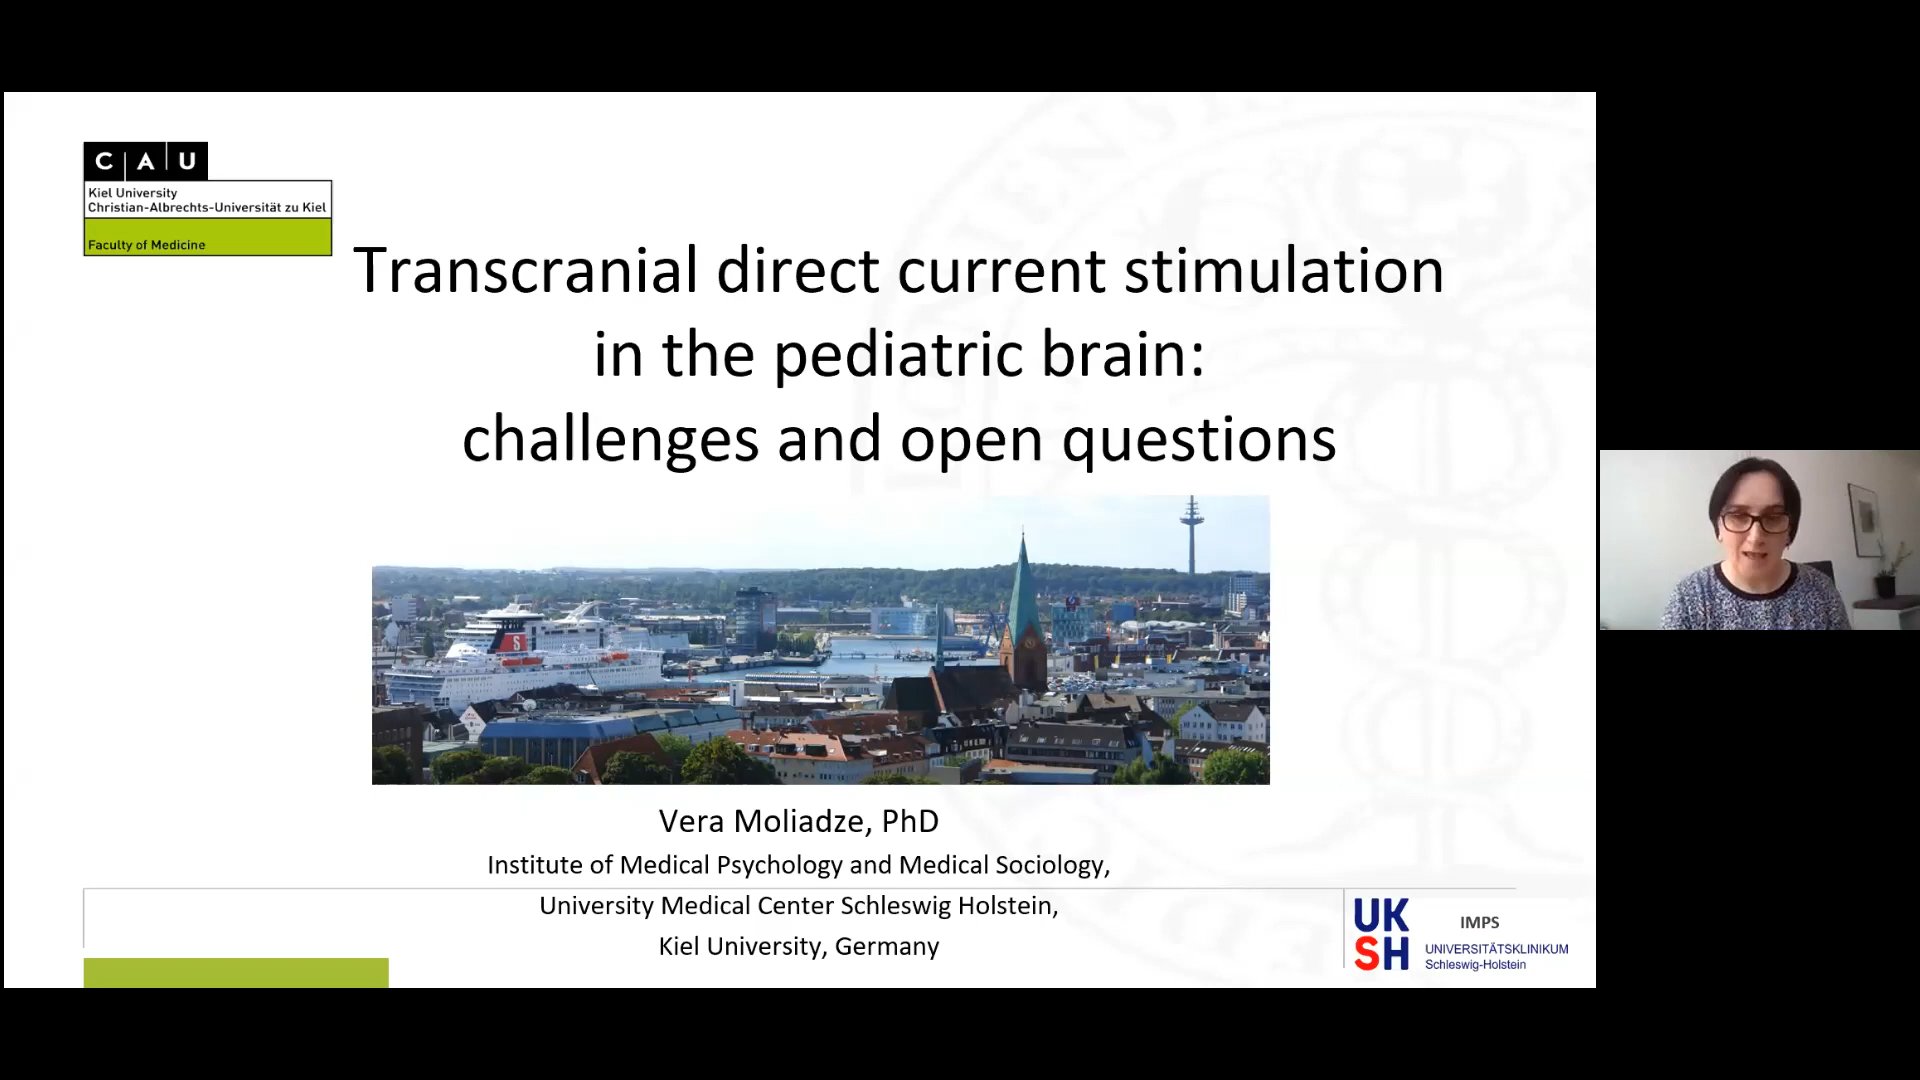 C A U
Kiel University
Christian-Albrechts-Universität zu Kiel
Faculty of Medicine
Transcranial direct current stimulation
in the pediatric brain:
challenges and open questions
S
Vera Moliadze, PhD
Institute of Medical Psychology and Medical Sociology,
University Medical Center Schleswig Holstein,
Kiel University, Germany
UK
SH
IMPS
UNIVERSITÄTSKLINIKUM
Schleswig-Holstein